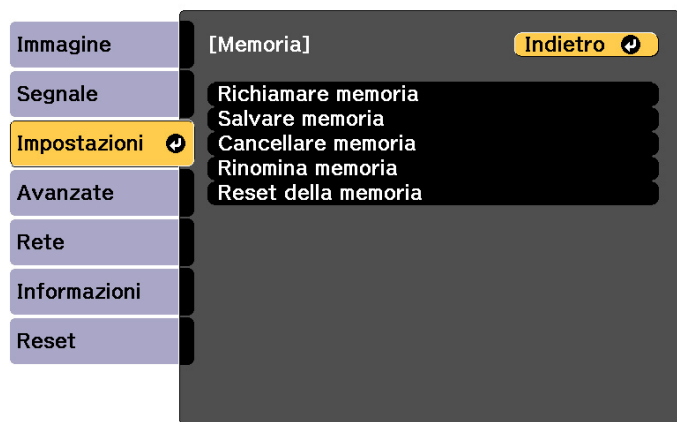 Immagine
Segnale
Impostazioni
Avanzate
Rete
Informazioni
Reset
[Memoria]
Indietro
Richiamare memoria
Salvare memoria
Cancellare memoria
Rinomina memoria
Reset della memoria